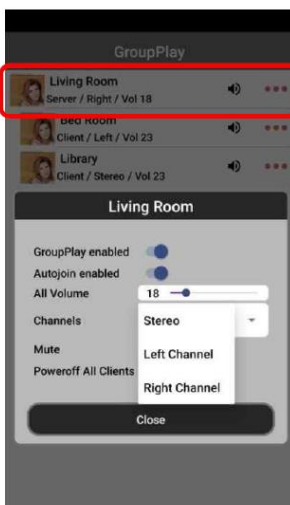 GroupPlay
Living Room
Server / Right / Vol 18
Bed Room
Client / Left / Vol 23
Library
Client / Stereo / Vol 23
Living Room
GroupPlay enabled
Autojoin enabled
All Volume 18
Channels Stereo
Left Channel
Mute
Poweroff All Clients
Right Channel
Close